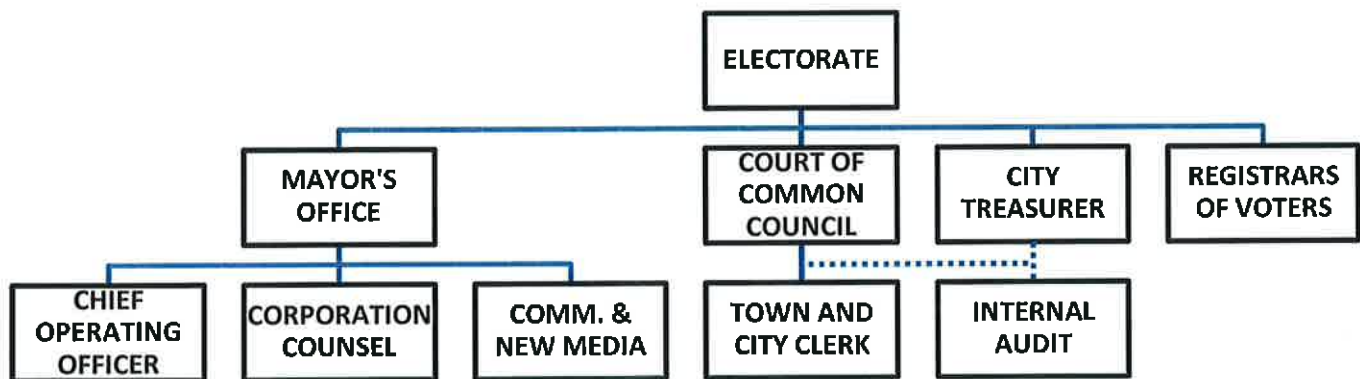 ELECTORATE
MAYOR'S
OFFICE
COURT OF
COMMON
COUNCIL
CITY
TREASURER
REGISTRARS
OF VOTERS
CHIEF
OPERATING
OFFICER
CORPORATION
COUNSEL
COMM. &
NEW MEDIA
TOWN AND
CITY CLERK
INTERNAL
AUDIT